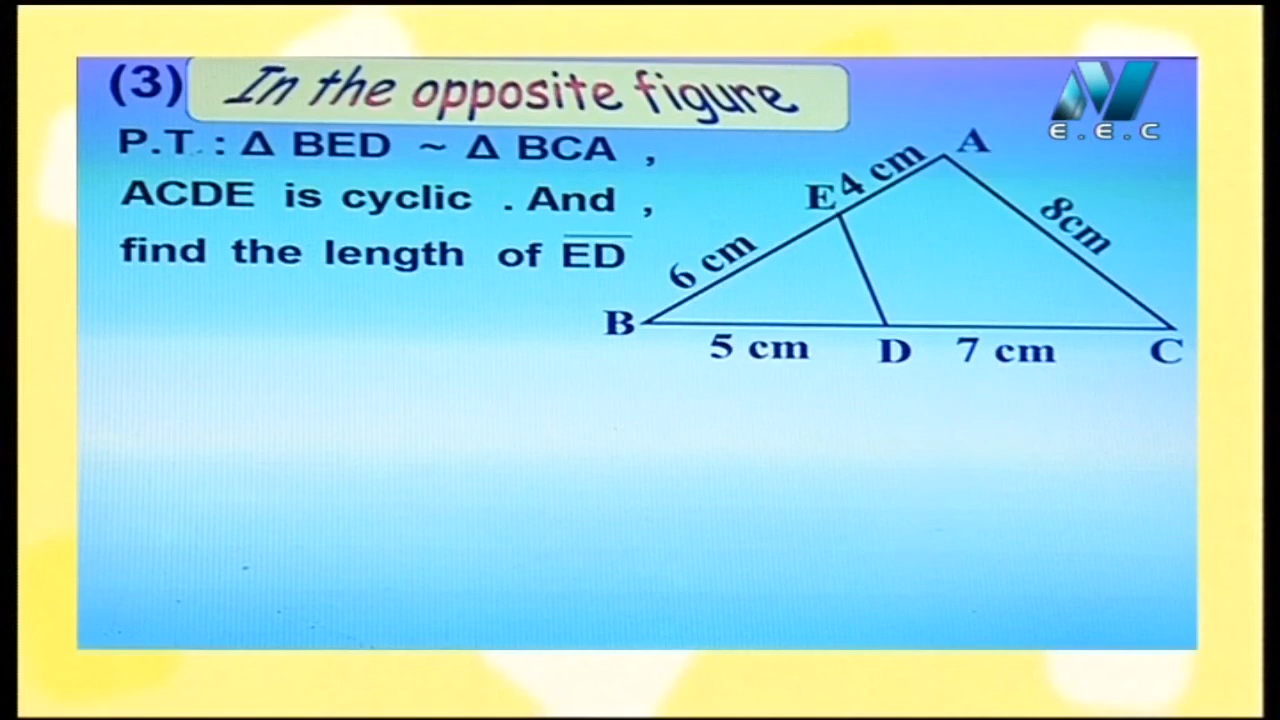 (3) In the opposite figure
P.T. : Δ BED ~ Δ BCA ,
ACDE is cyclic . And ,
find the length of E͞D͞
N
E.E.C
A
E 4 cm
8cm
6 cm
B
5 cm D 7 cm C